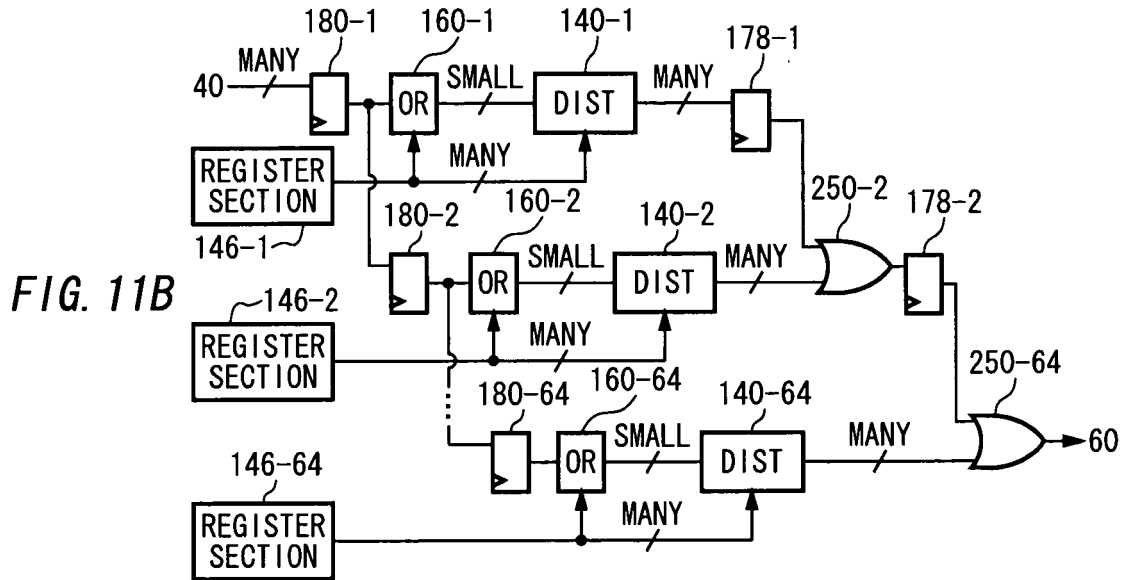 180-1
160-1
140-1
178-1
40
MANY
OR
SMALL
DIST
MANY
REGISTER
SECTION
MANY
146-1
180-2
160-2
140-2
250-2
178-2
OR
SMALL
DIST
MANY
FIG. 11B
146-2
REGISTER
SECTION
MANY
180-64
160-64
140-64
250-64
OR
SMALL
DIST
MANY
60
146-64
REGISTER
SECTION
MANY